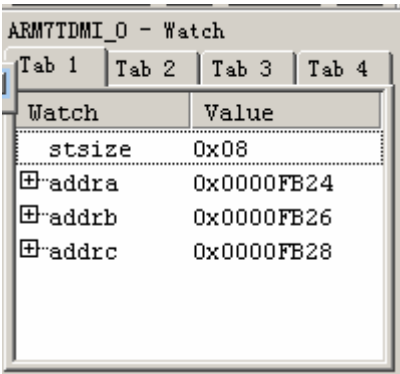 ARM7TDMI_0 - Watch
Tab 1 Tab 2 Tab 3 Tab 4
Watch Value
stsize 0x08
addra 0x0000FB24
addrb 0x0000FB26
addrc 0x0000FB28